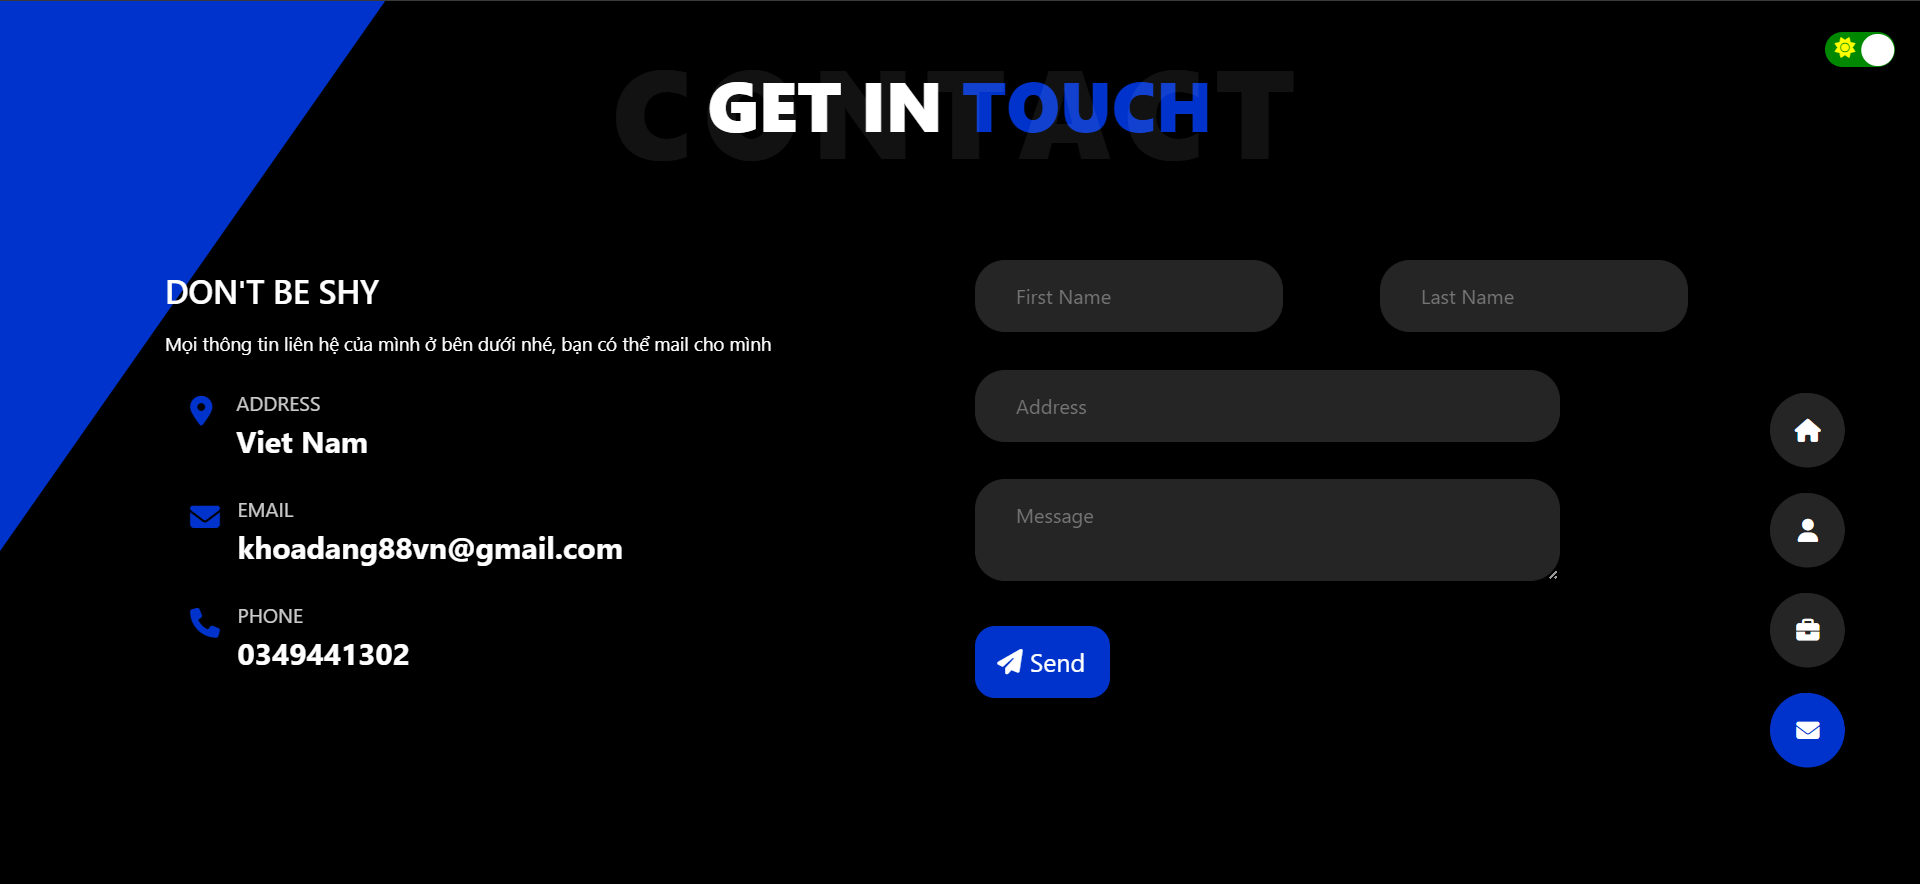 CONTACT
GET IN TOUCH
DON'T BE SHY
Mọi thông tin liên hệ của mình ở bên dưới nhé, bạn có thể mail cho mình
ADDRESS
Viet Nam
EMAIL
khoadang88vn@gmail.com
PHONE
0349441302
First Name
Last Name
Address
Message
Send